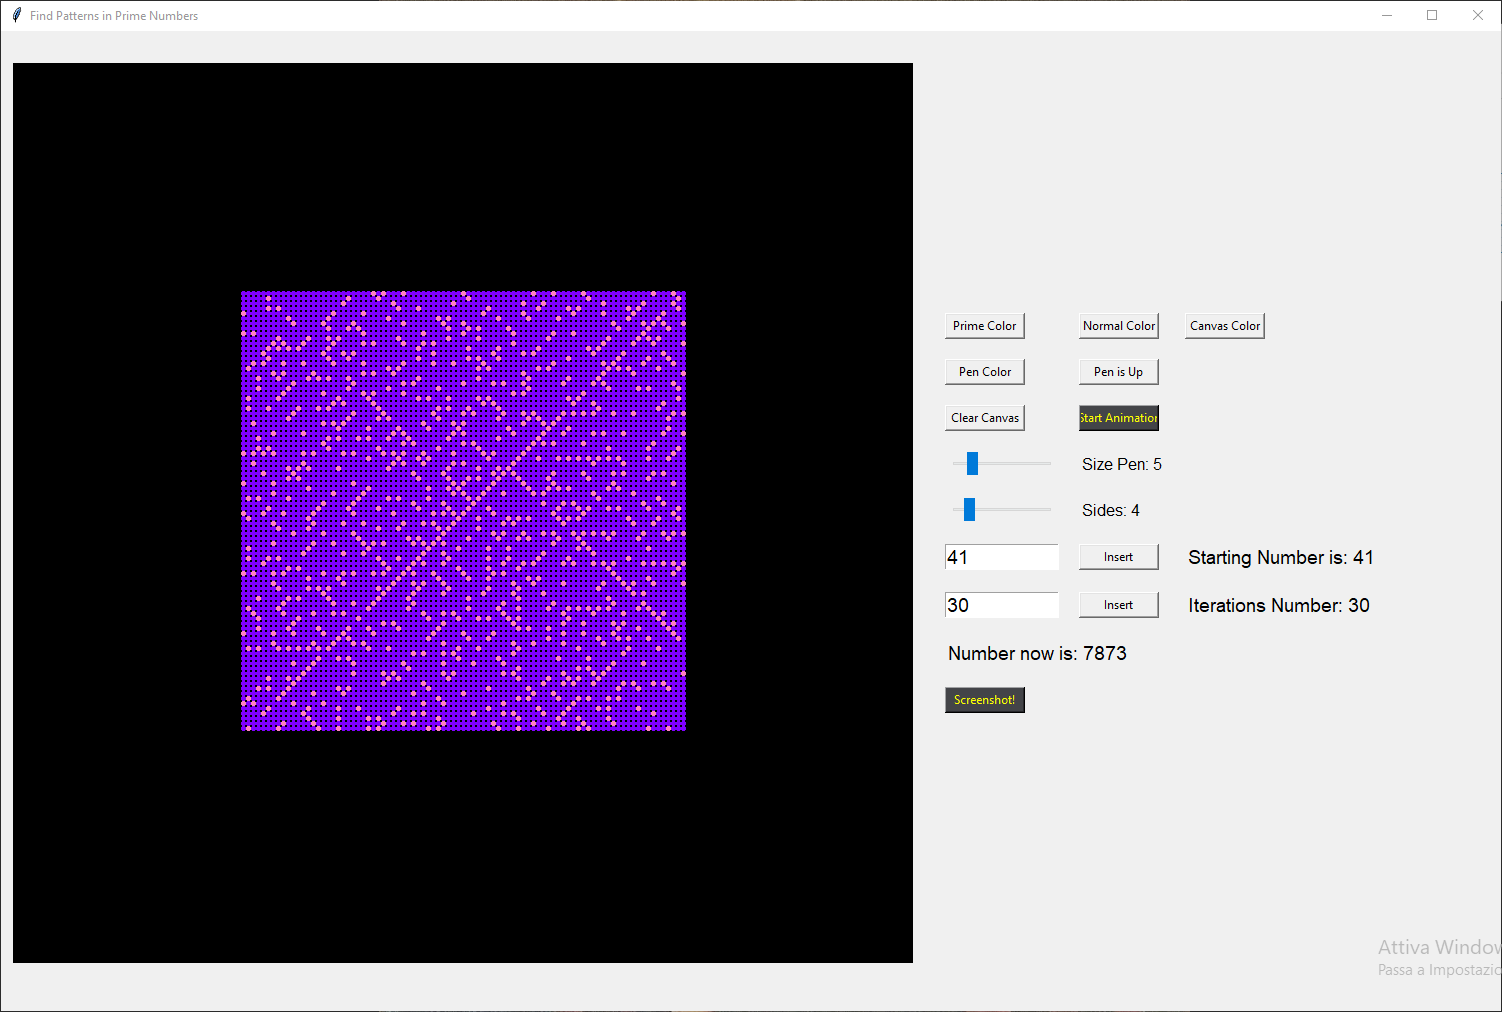 Find Patterns in Prime Numbers
Prime Color
Normal Color
Canvas Color
Pen Color
Pen is Up
Clear Canvas
Start Animation
Size Pen: 5
Sides: 4
41
Insert
Starting Number is: 41
30
Insert
Iterations Number: 30
Number now is: 7873
Screenshot!
Attiva Window
Passa a Impostazio